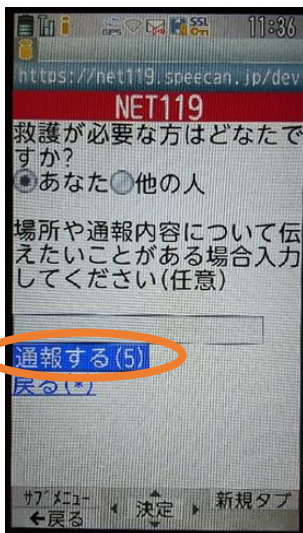 GPS SSL On 11:36
https://net119.speecan.jp/dev
NET119
救護が必要な方はどなたで
すか?
あなた 他の人
場所や通報内容について伝
えたいことがある場合入力
してください(任意)
通報する(5)
戻る(*)
サブメニュー 決定 新規タブ
戻る